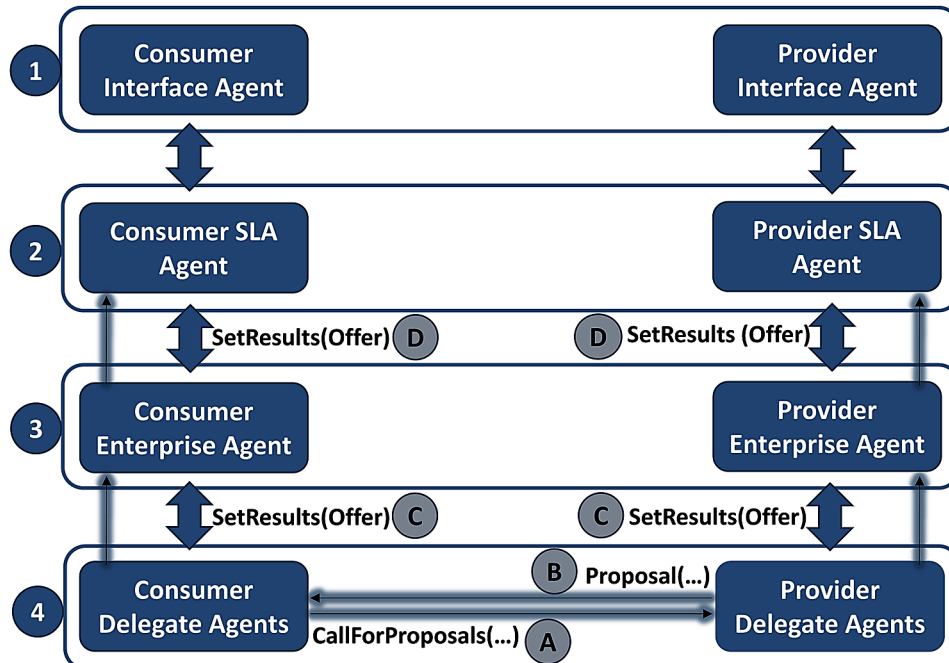 1
Consumer
Interface Agent
Provider
Interface Agent
2
Consumer SLA
Agent
Provider SLA
Agent
SetResults(Offer) D
D SetResults (Offer)
3
Consumer
Enterprise Agent
Provider
Enterprise Agent
SetResults(Offer) C
C SetResults(Offer)
4
Consumer
Delegate Agents
B Proposal(...)
CallForProposals(...) A
Provider
Delegate Agents